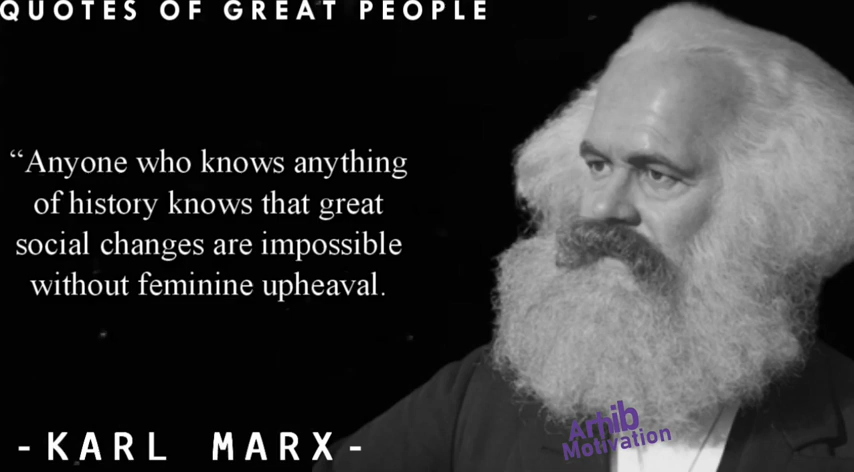 QUOTES OF GREAT PEOPLE
“Anyone who knows anything
of history knows that great
social changes are impossible
without feminine upheaval.
-KARL MARX-
Arhib
Motivation